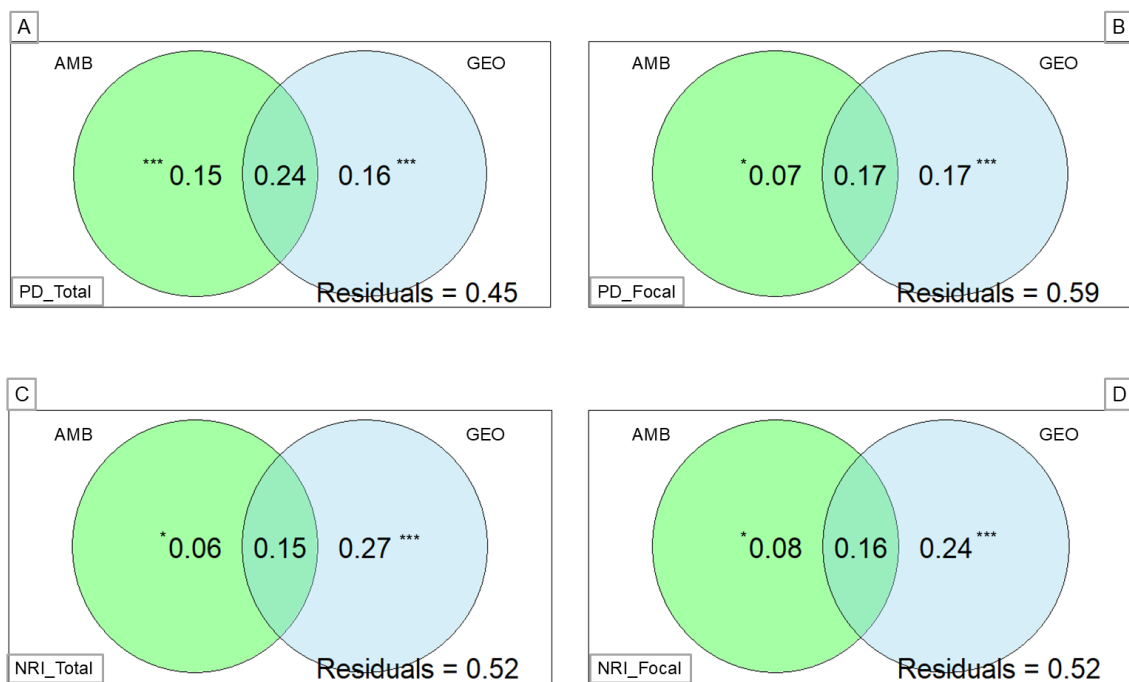 A
AMB
GEO
*** 0.15
0.24
0.16 ***
PD_Total
Residuals = 0.45
B
AMB
GEO
* 0.07
0.17
0.17 ***
PD_Focal
Residuals = 0.59
C
AMB
GEO
* 0.06
0.15
0.27 ***
NRI_Total
Residuals = 0.52
D
AMB
GEO
* 0.08
0.16
0.24 ***
NRI_Focal
Residuals = 0.52